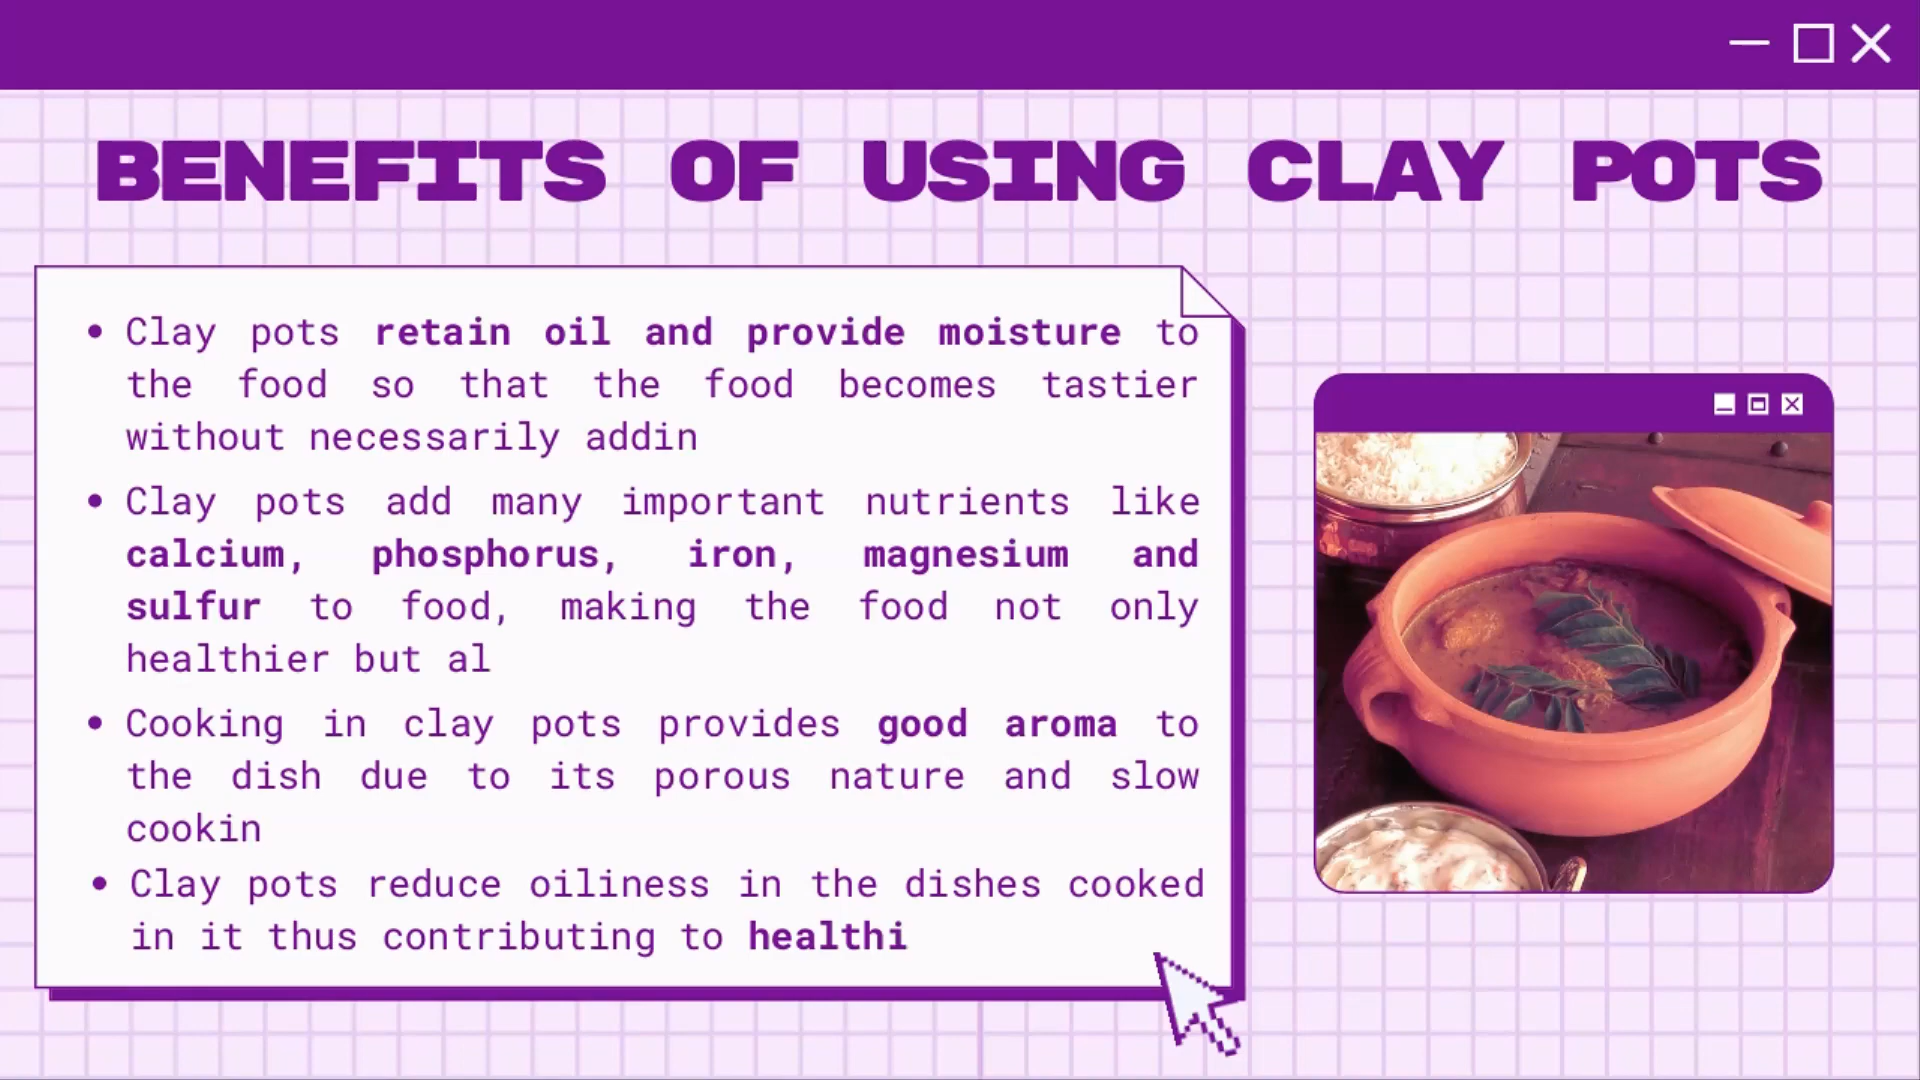 BENEFITS OF USING CLAY POTS
Clay pots retain oil and provide moisture to
the food so that the food becomes tastier
without necessarily addin
Clay pots add many important nutrients like
calcium, phosphorus, iron, magnesium and
sulfur to food, making the food not only
healthier but al
Cooking in clay pots provides good aroma to
the dish due to its porous nature and slow
cookin
Clay pots reduce oiliness in the dishes cooked
in it thus contributing to healthi